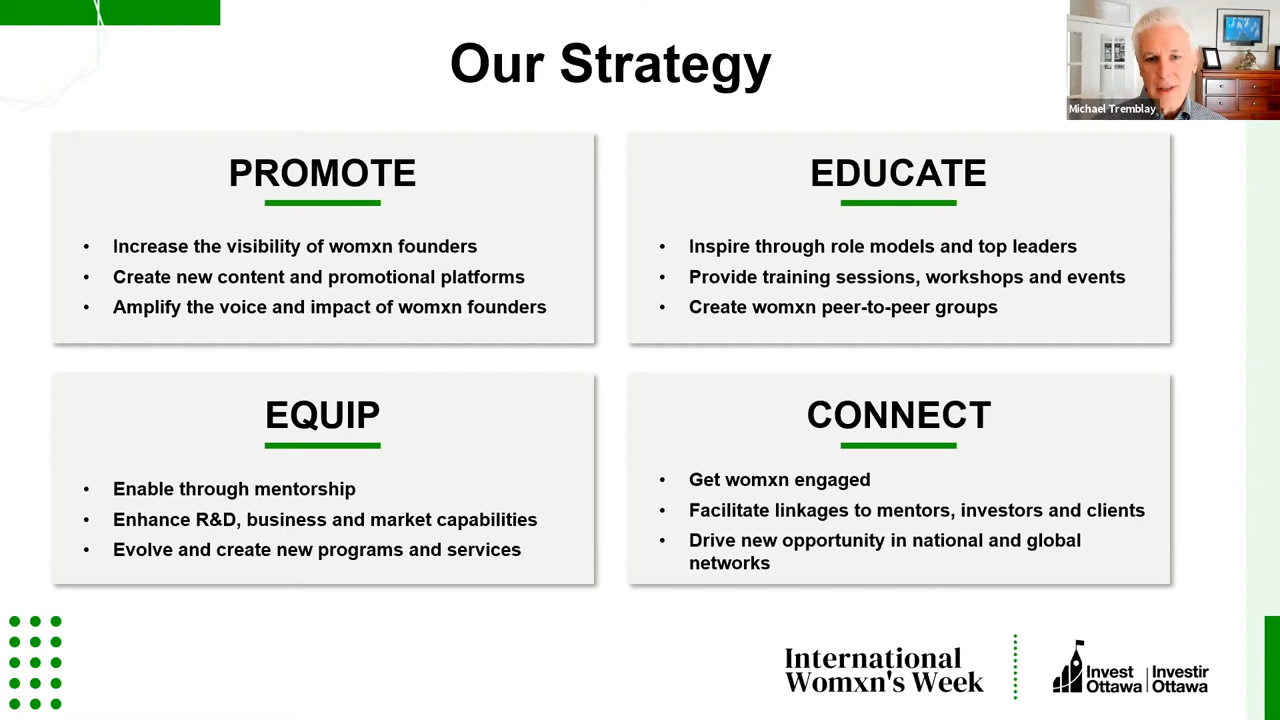 Our Strategy
Michael Tremblay
PROMOTE
• Increase the visibility of womxn founders
• Create new content and promotional platforms
• Amplify the voice and impact of womxn founders
EDUCATE
• Inspire through role models and top leaders
• Provide training sessions, workshops and events
• Create womxn peer-to-peer groups
EQUIP
• Enable through mentorship
• Enhance R&D, business and market capabilities
• Evolve and create new programs and services
CONNECT
• Get womxn engaged
• Facilitate linkages to mentors, investors and clients
• Drive new opportunity in national and global
networks
International
Womxn's Week
Invest
Ottawa
Investir
Ottawa